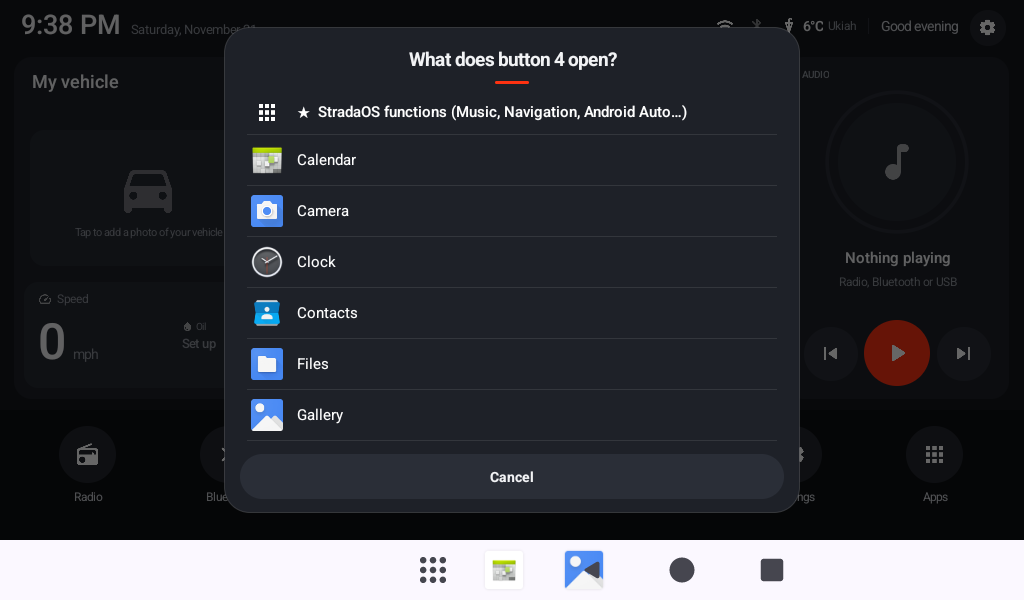 9:38 PM
Saturday, November
6°C Ukiah
Good evening
What does button 4 open?
My vehicle
AUDIO
★ StradaOS functions (Music, Navigation, Android Auto...)
Calendar
Camera
Clock
Contacts
Files
Gallery
Cancel
Tap to add a photo of your vehicle
Speed
0 mph
Oil
Set up
Nothing playing
Radio, Bluetooth or USB
Radio
Apps